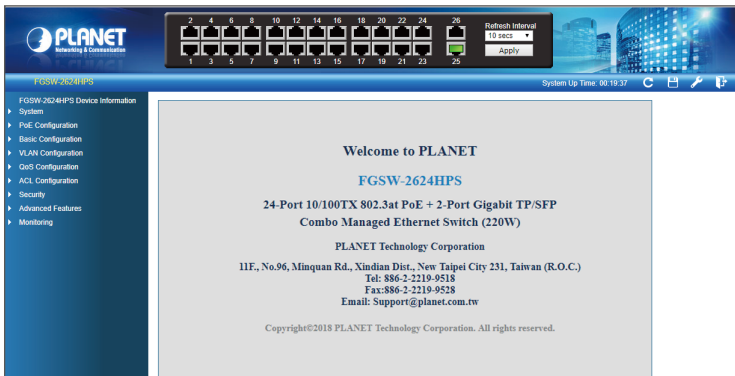 2 4 6 8 10 12 14 16 18 20 22 24 26
1 3 5 7 9 11 13 15 17 19 21 23 25
Refresh Interval
10 secs
Apply
PLANET
Networking & Communication
FGSW-2624HPS
System Up Time: 00:19:37
FGSW-2624HPS Device Information
System
PoE Configuration
Basic Configuration
VLAN Configuration
QoS Configuration
ACL Configuration
Security
Advanced Features
Monitoring
Welcome to PLANET
FGSW-2624HPS
24-Port 10/100TX 802.3at PoE + 2-Port Gigabit TP/SFP
Combo Managed Ethernet Switch (220W)
PLANET Technology Corporation
11F., No.96, Minquan Rd., Xindian Dist., New Taipei City 231, Taiwan (R.O.C.)
Tel: 886-2-2219-9518
Fax:886-2-2219-9528
Email: Support@planet.com.tw
Copyright©2018 PLANET Technology Corporation. All rights reserved.